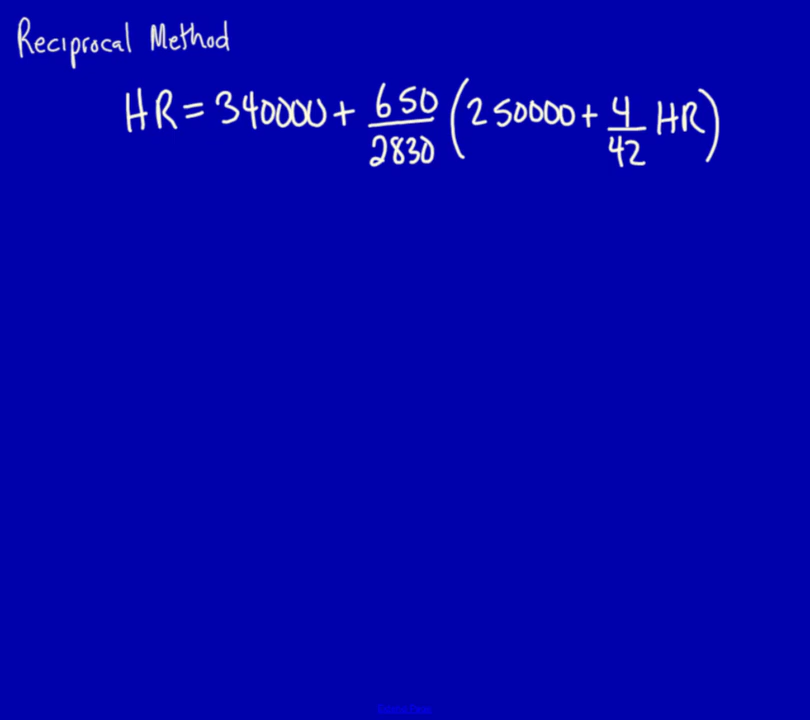 Reciprocal Method
HR = 340000 + 650/2830 (250000 + 4/42 HR)